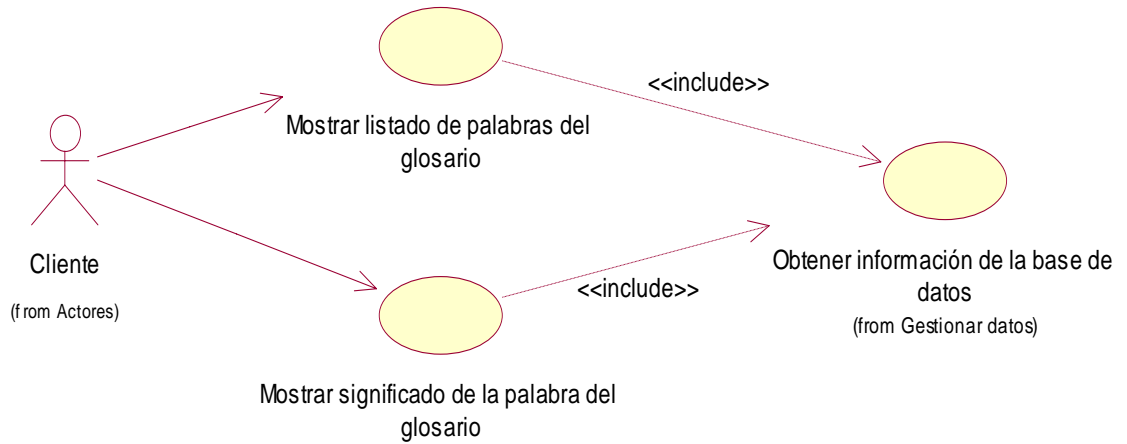 <<include>>
Mostrar listado de palabras del
glosario
Cliente
(from Actores)
<<include>>
Obtener información de la base de
datos
(from Gestionar datos)
Mostrar significado de la palabra del
glosario